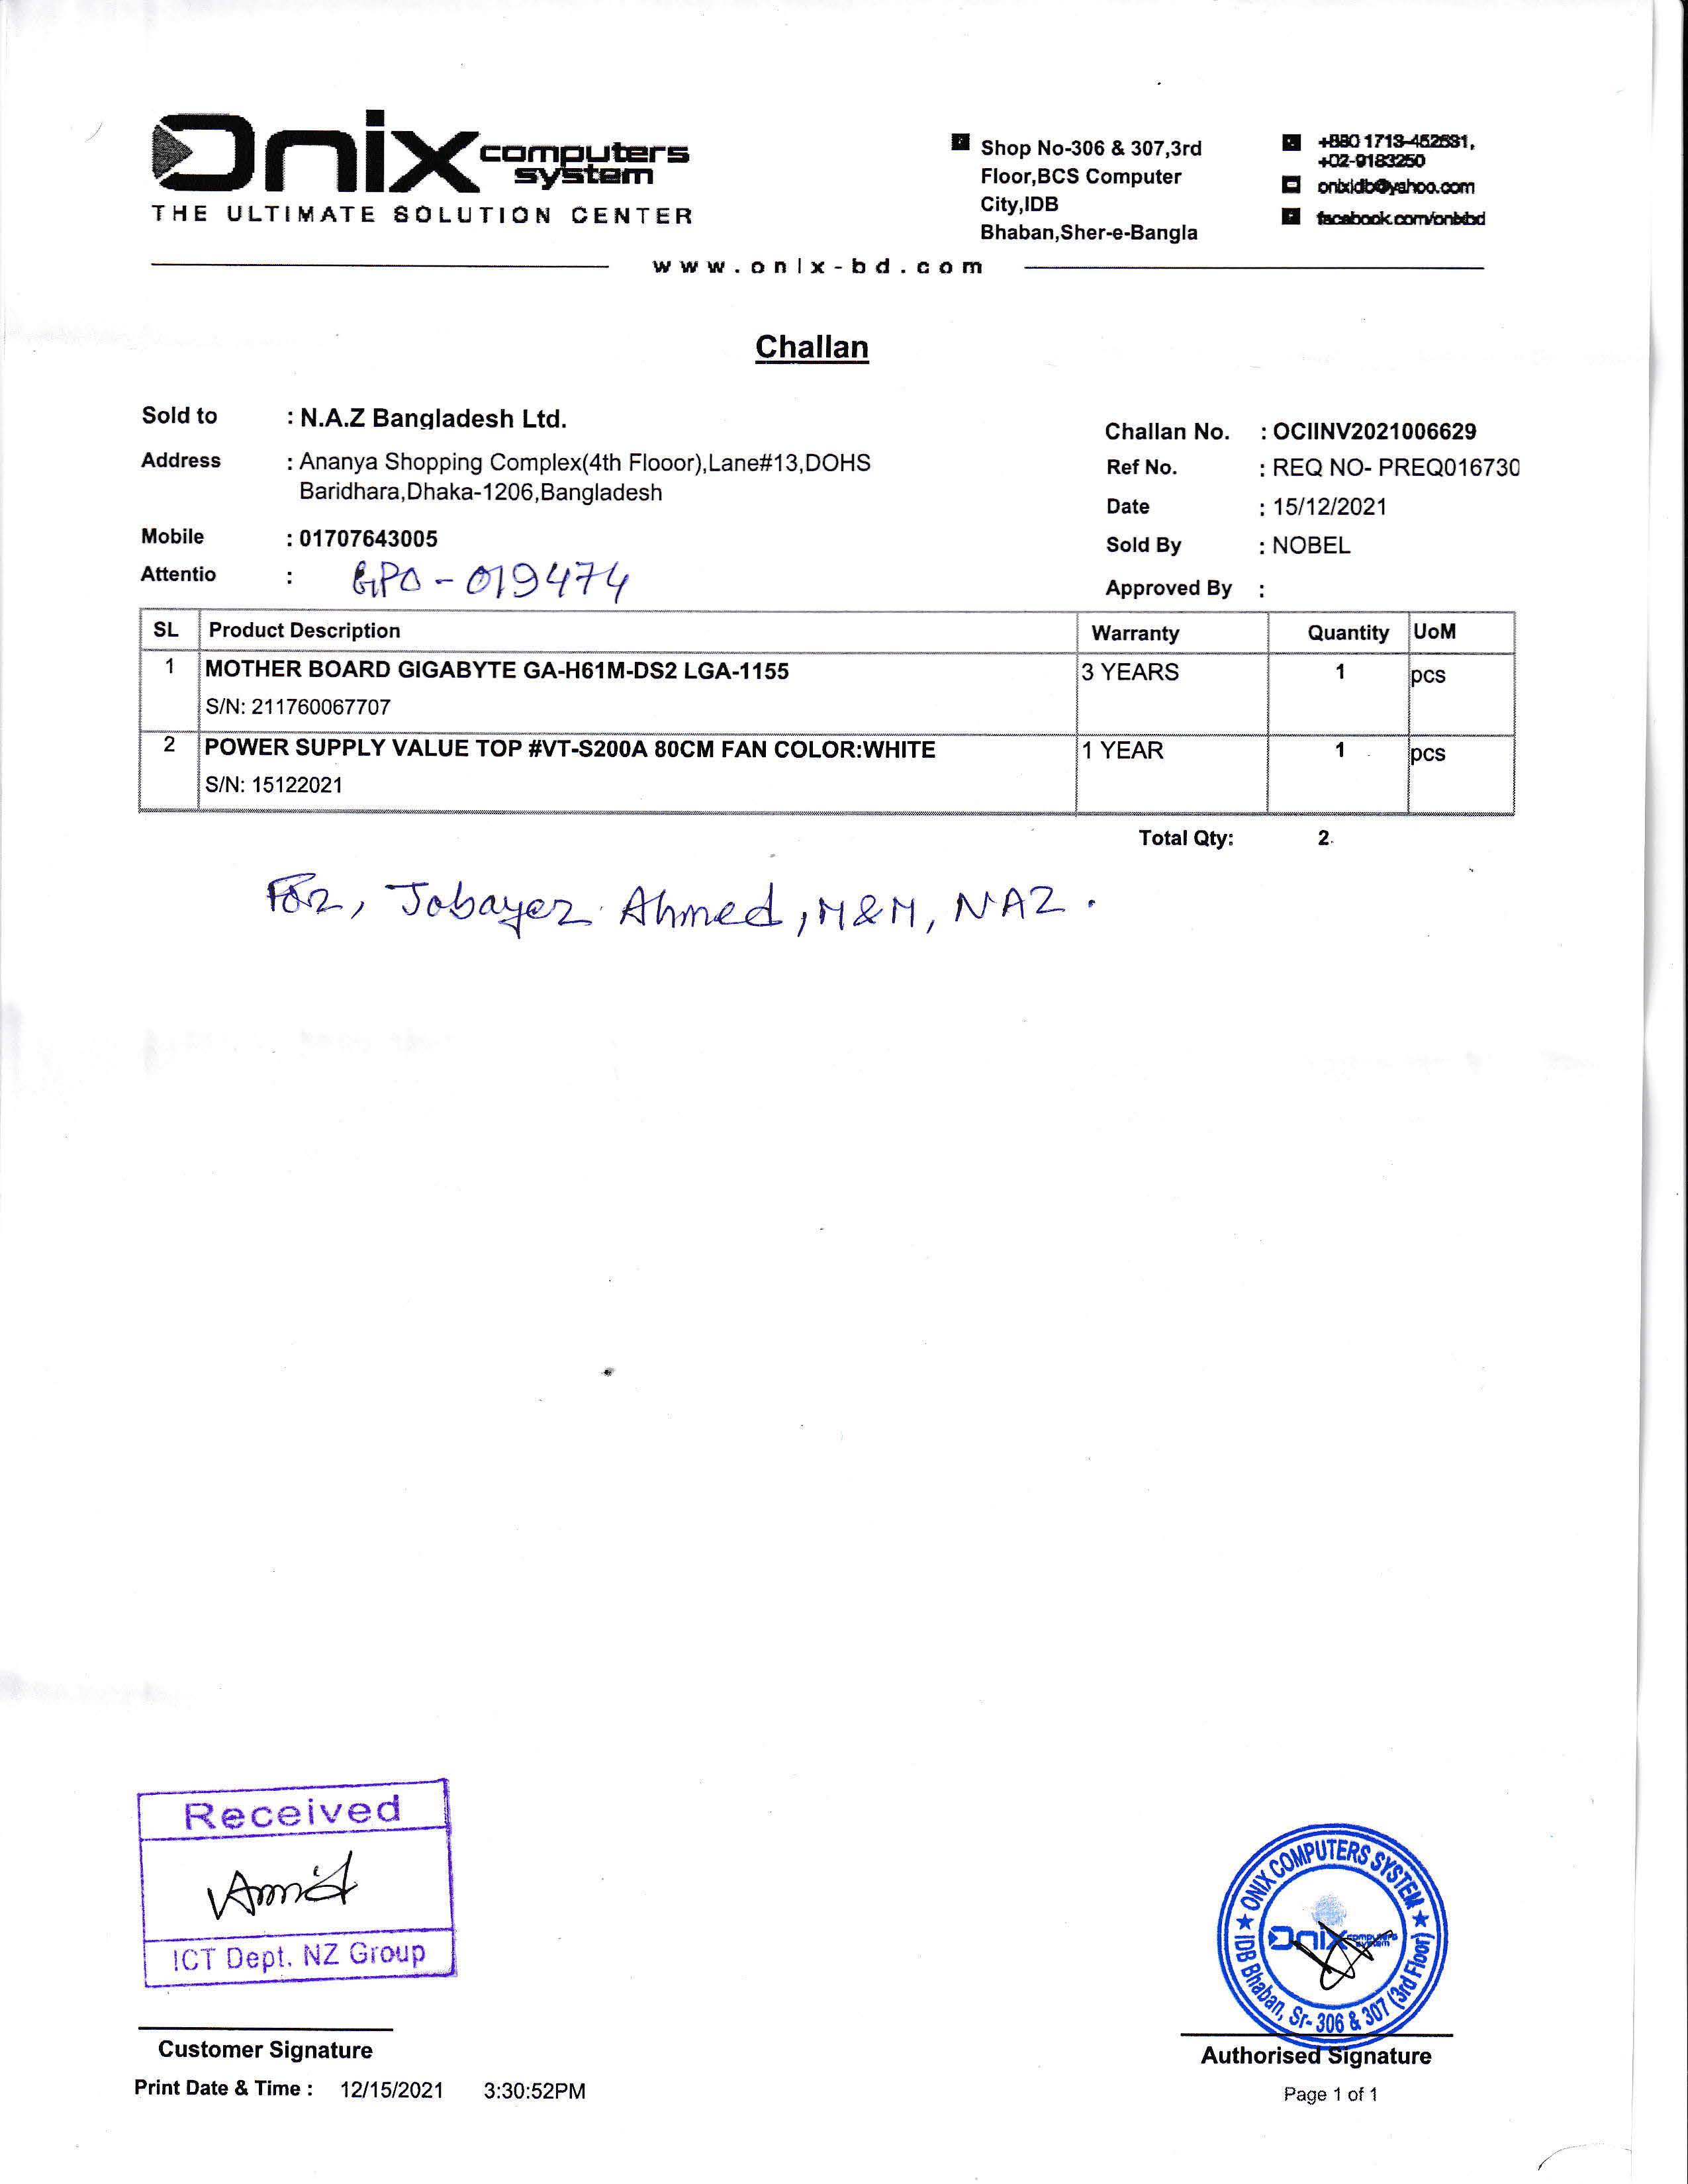 Onix computers system
THE ULTIMATE SOLUTION CENTER
Shop No-306 & 307,3rd
Floor,BCS Computer
City,IDB
Bhaban,Sher-e-Bangla
+880 1713-452631,
+02-9183250
onixidb@yahoo.com
facebook.com/onixbd
www.onix-bd.com
Challan
Sold to : N.A.Z Bangladesh Ltd.
Address : Ananya Shopping Complex(4th Flooor),Lane#13,DOHS
Baridhara,Dhaka-1206,Bangladesh
Mobile : 01707643005
Attentio : GPO - 019474
Challan No. : OCIINV2021006629
Ref No. : REQ NO- PREQ016730
Date : 15/12/2021
Sold By : NOBEL
Approved By :
SL Product Description Warranty Quantity UoM
1 MOTHER BOARD GIGABYTE GA-H61M-DS2 LGA-1155 3 YEARS 1 pcs
S/N: 211760067707
2 POWER SUPPLY VALUE TOP #VT-S200A 80CM FAN COLOR:WHITE 1 YEAR 1 pcs
S/N: 15122021
Total Qty: 2
For, Jobayer Ahmed, M&M, NAZ.
Received
ICT Dept. NZ Group
Customer Signature
★ ONIX COMPUTERS SYSTEM ★
Onix computers system
IDB Bhaban, Sr- 306 & 307 (3rd Floor)
Authorised Signature
Print Date & Time : 12/15/2021 3:30:52PM
Page 1 of 1